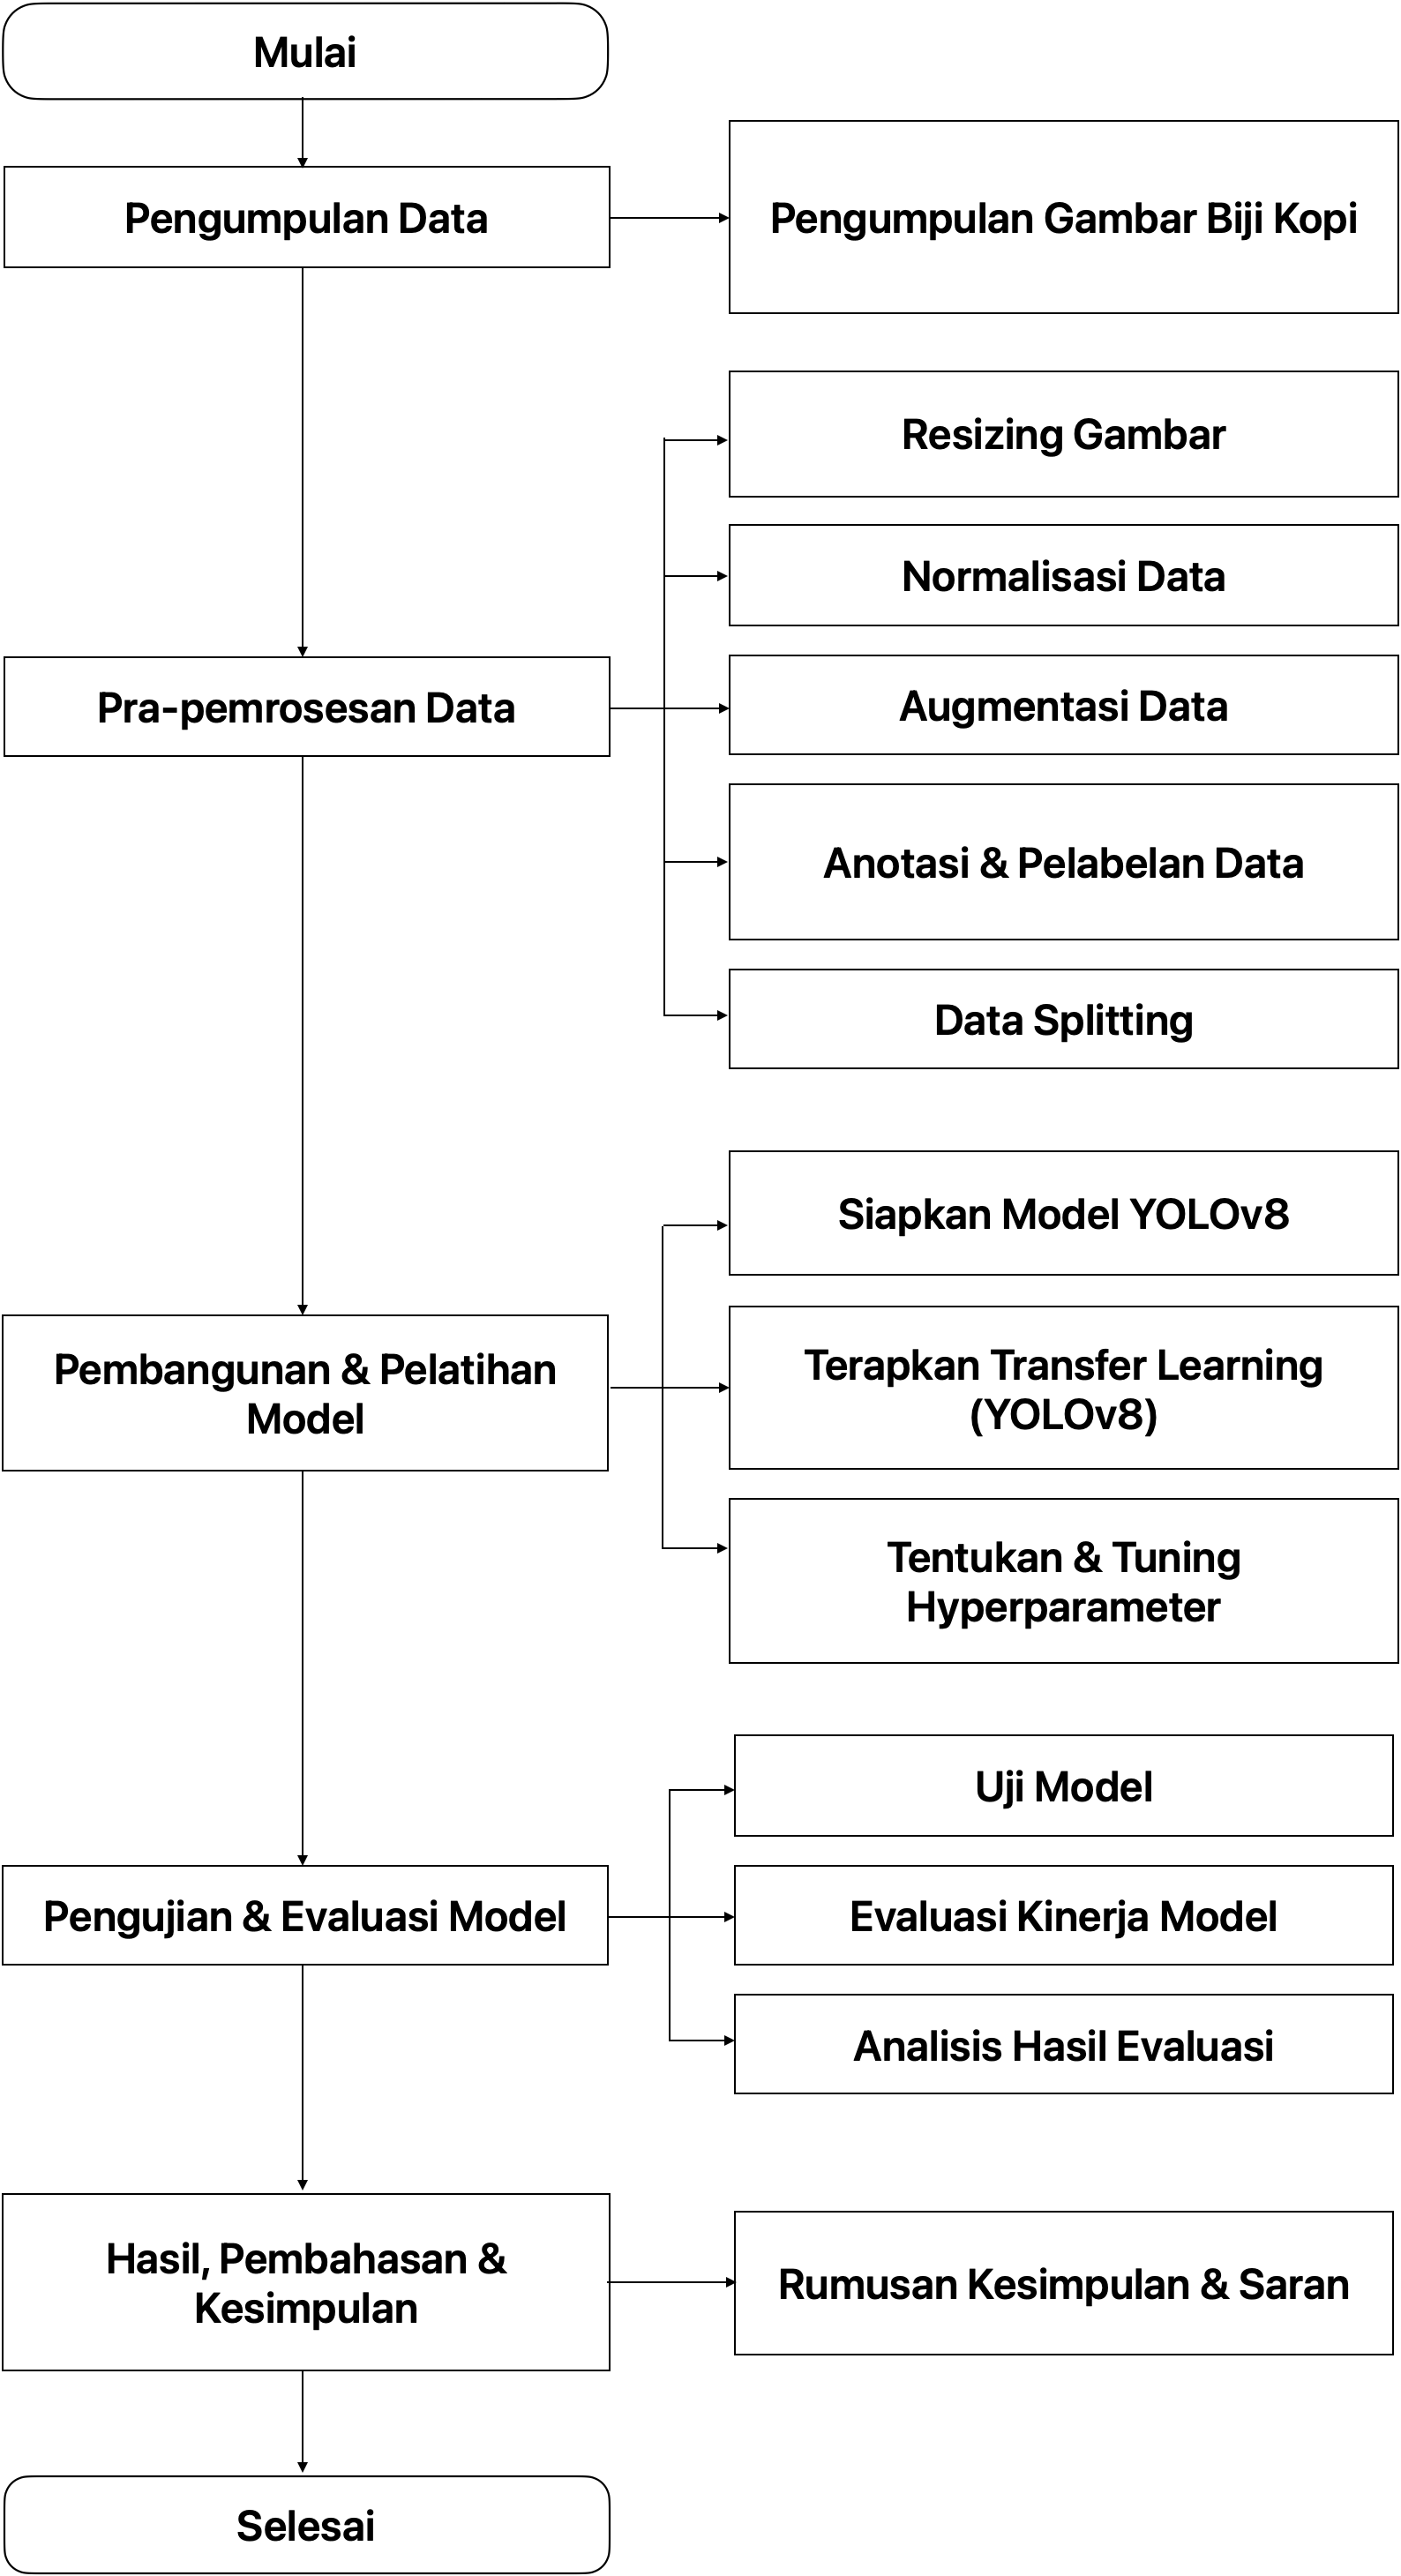 Mulai
Pengumpulan Data
Pengumpulan Gambar Biji Kopi
Pra-pemrosesan Data
Resizing Gambar
Normalisasi Data
Augmentasi Data
Anotasi & Pelabelan Data
Data Splitting
Pembangunan & Pelatihan
Model
Siapkan Model YOLOv8
Terapkan Transfer Learning
(YOLOv8)
Tentukan & Tuning
Hyperparameter
Pengujian & Evaluasi Model
Uji Model
Evaluasi Kinerja Model
Analisis Hasil Evaluasi
Hasil, Pembahasan &
Kesimpulan
Rumusan Kesimpulan & Saran
Selesai